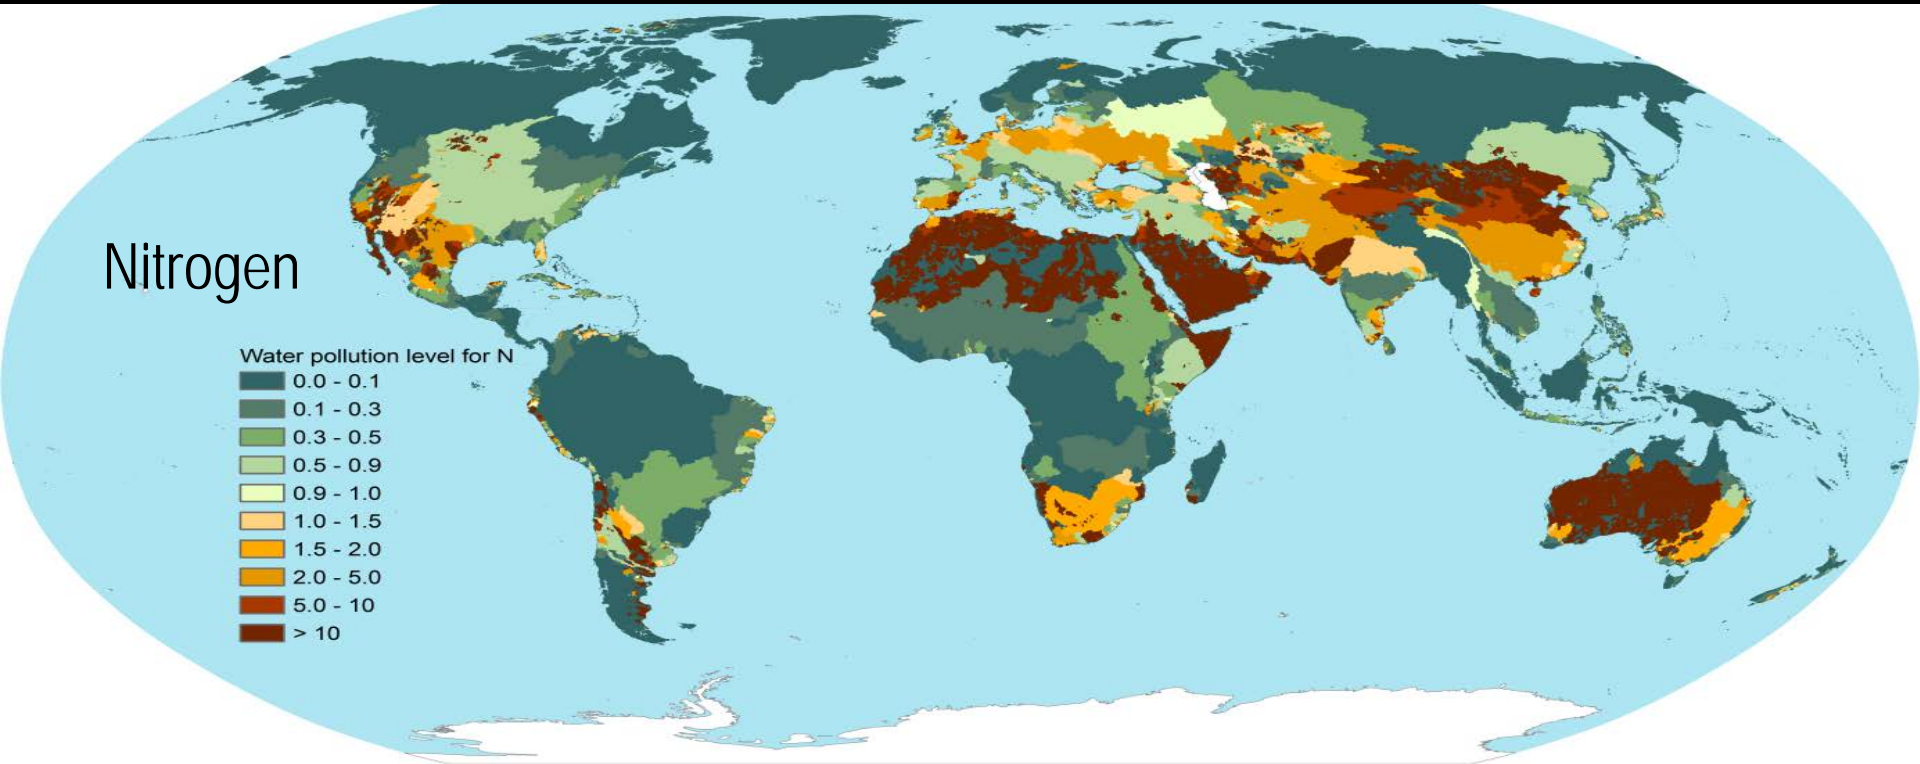 Nitrogen
Water pollution level for N
0.0 - 0.1
0.1 - 0.3
0.3 - 0.5
0.5 - 0.9
0.9 - 1.0
1.0 - 1.5
1.5 - 2.0
2.0 - 5.0
5.0 - 10
> 10